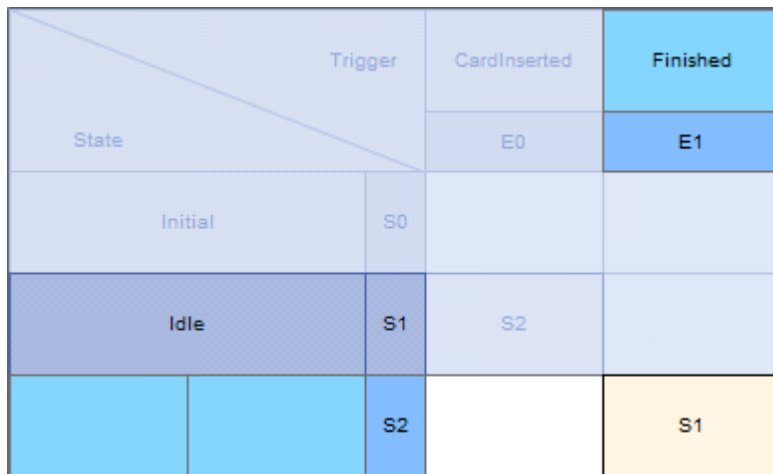 Trigger
CardInserted
Finished
State
E0
E1
Initial
S0
Idle
S1
S2
S2
S1